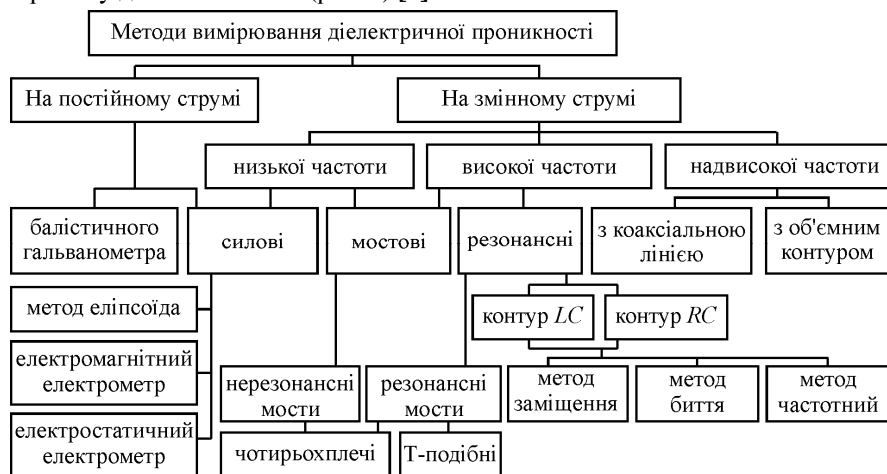 Методи вимірювання діелектричної проникності
На постійному струмі
На змінному струмі
низької частоти
високої частоти
надвисокої частоти
балістичного
гальванометра
силові
мостові
резонансні
з коаксіальною
лінією
з об'ємним
контуром
метод еліпсоїда
контур LC
контур RC
електромагнітний
електрометр
нерезонансні
мости
резонансні
мости
метод
заміщення
метод
биття
метод
частотний
електростатичний
електрометр
чотирьохплечі
Т-подібні